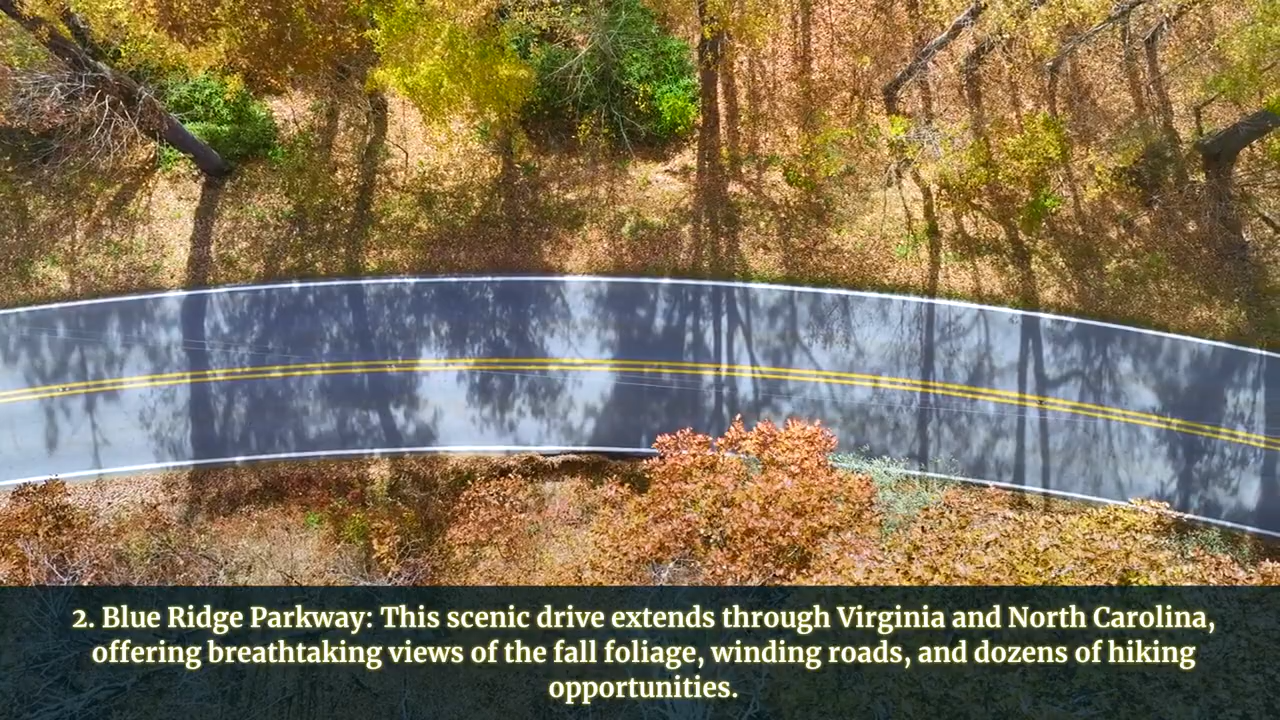 2. Blue Ridge Parkway: This scenic drive extends through Virginia and North Carolina,
offering breathtaking views of the fall foliage, winding roads, and dozens of hiking
opportunities.